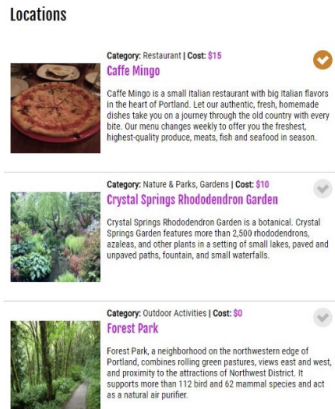 Locations
Category: Restaurant | Cost: $15
Caffe Mingo
Caffe Mingo is a small Italian restaurant with big Italian flavors
in the heart of Portland. Let our authentic, fresh, homemade
dishes take you on a journey through the old country with every
bite. Our menu changes weekly to offer you the freshest,
highest-quality produce, meats, fish and seafood in season.
Category: Nature & Parks, Gardens | Cost: $10
Crystal Springs Rhododendron Garden
Crystal Springs Rhododendron Garden is a botanical. Crystal
Springs Garden features more than 2,500 rhododendrons,
azaleas, and other plants in a setting of small lakes, paved and
unpaved paths, fountain, and small waterfalls.
Category: Outdoor Activities | Cost: $0
Forest Park
Forest Park, a neighborhood on the northwestern edge of
Portland, combines rolling green pastures, views east and west,
and proximity to the attractions of Northwest District. It
supports more than 112 bird and 62 mammal species and act
as a natural air purifier.